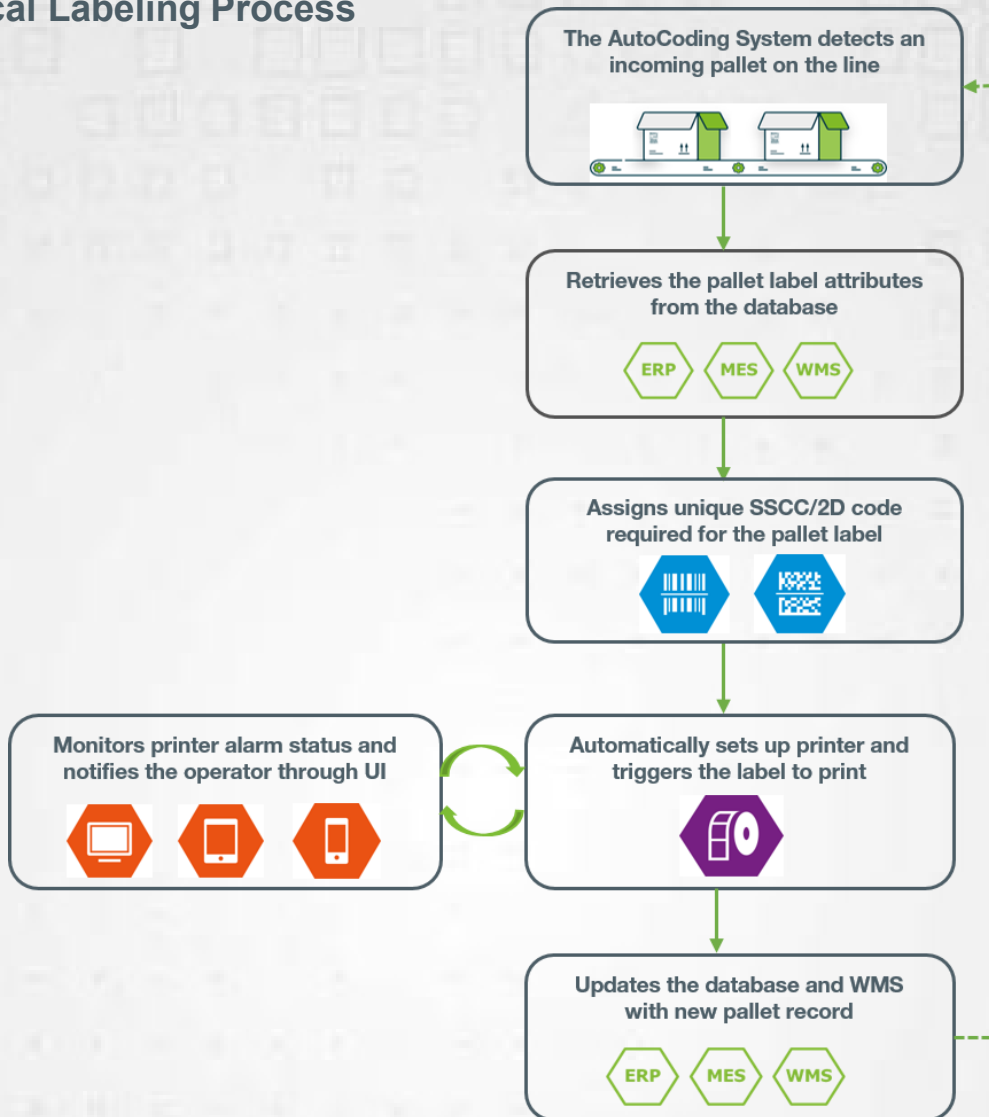 cal Labeling Process
The AutoCoding System detects an
incoming pallet on the line
Retrieves the pallet label attributes
from the database
ERP MES WMS
Assigns unique SSCC/2D code
required for the pallet label
Monitors printer alarm status and
notifies the operator through UI
Automatically sets up printer and
triggers the label to print
Updates the database and WMS
with new pallet record
ERP MES WMS